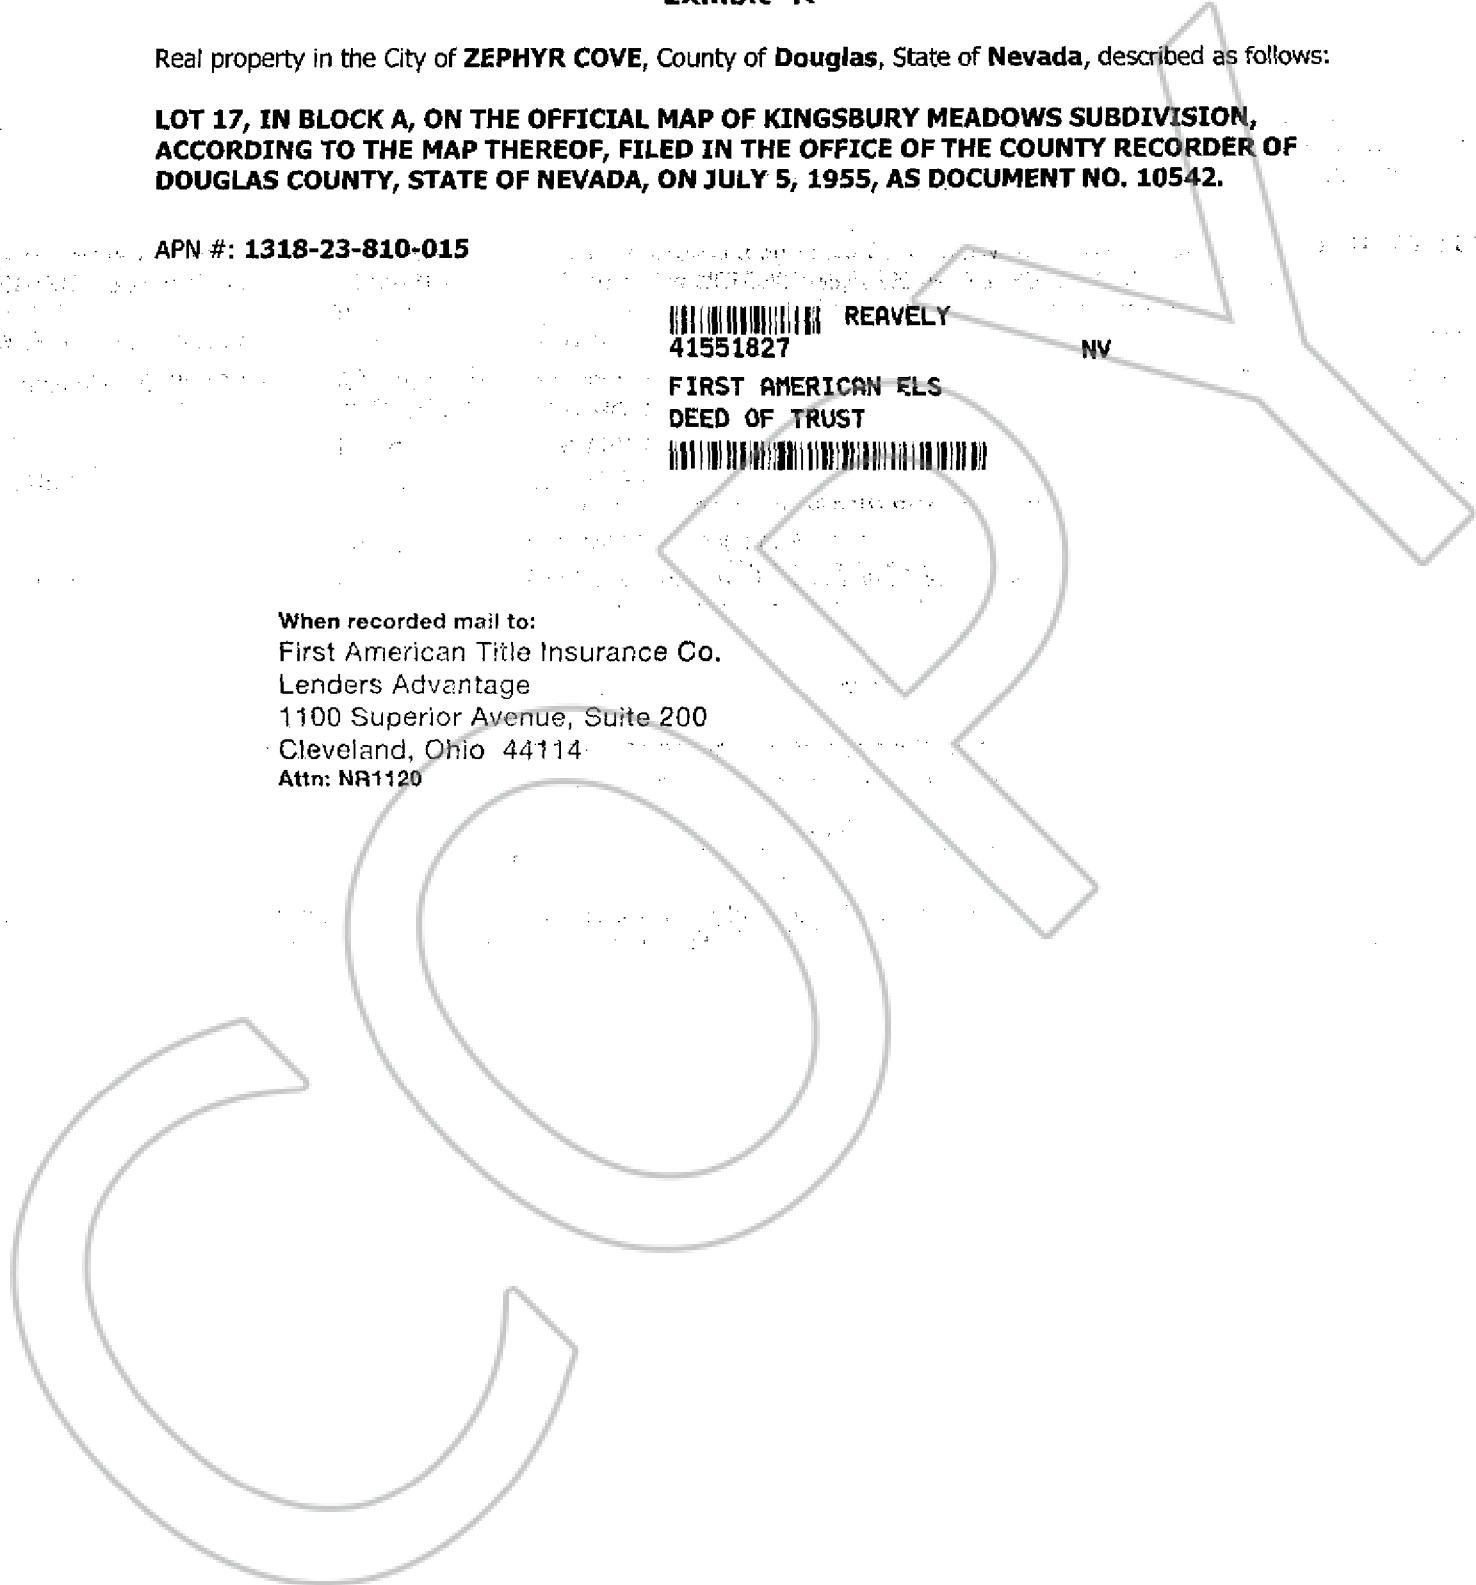 Real property in the City of ZEPHYR COVE, County of Douglas, State of Nevada, described as follows:
LOT 17, IN BLOCK A, ON THE OFFICIAL MAP OF KINGSBURY MEADOWS SUBDIVISION,
ACCORDING TO THE MAP THEREOF, FILED IN THE OFFICE OF THE COUNTY RECORDER OF
DOUGLAS COUNTY, STATE OF NEVADA, ON JULY 5, 1955, AS DOCUMENT NO. 10542.
APN #: 1318-23-810-015
REAVELY
41551827 NV
FIRST AMERICAN ELS
DEED OF TRUST
When recorded mail to:
First American Title Insurance Co.
Lenders Advantage
1100 Superior Avenue, Suite 200
Cleveland, Ohio 44114
Attn: NR1120
COPY